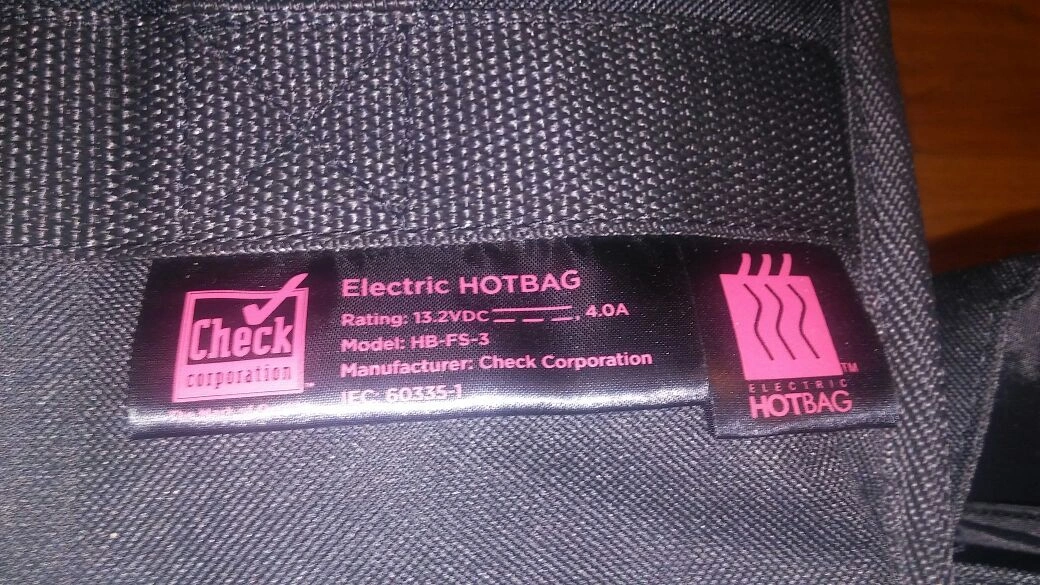 Check
corporation
Electric HOTBAG
Rating: 13.2VDC⎓, 4.0A
Model: HB-FS-3
Manufacturer: Check Corporation
IEC: 60335-1
TM
ELECTRIC
HOTBAG